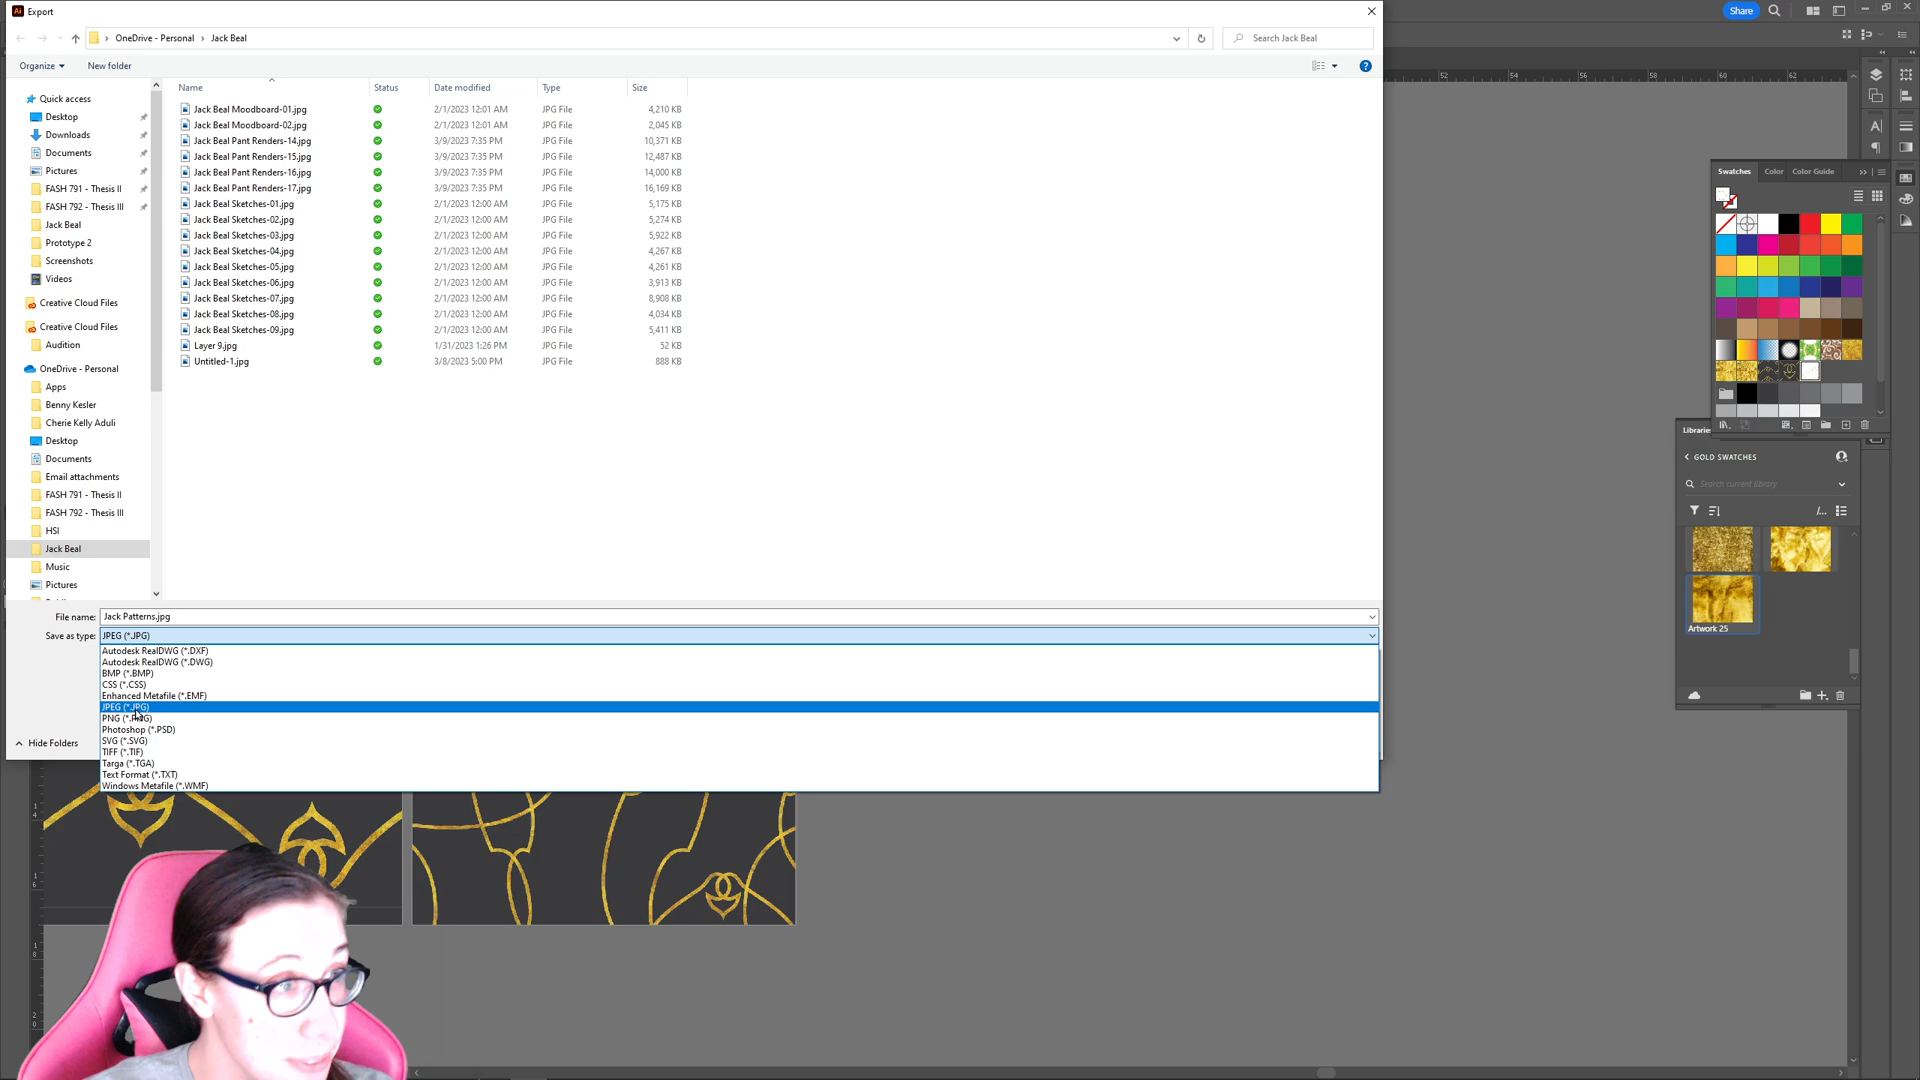 Ai Export
Share
OneDrive - Personal > Jack Beal
Search Jack Beal
Organize
New folder
Name Status Date modified Type Size
52 54 56 58 60 62
Quick access
Desktop
Downloads
Documents
Pictures
FASH 791 - Thesis II
FASH 792 - Thesis III
Jack Beal
Prototype 2
Screenshots
Videos
Creative Cloud Files
Creative Cloud Files
Audition
OneDrive - Personal
Apps
Benny Kesler
Cherie Kelly Aduli
Desktop
Documents
Email attachments
FASH 791 - Thesis II
FASH 792 - Thesis III
HSI
Jack Beal
Music
Pictures
Jack Beal Moodboard-01.jpg 2/1/2023 12:01 AM JPG File 4,210 KB
Jack Beal Moodboard-02.jpg 2/1/2023 12:01 AM JPG File 2,045 KB
Jack Beal Pant Renders-14.jpg 3/9/2023 7:35 PM JPG File 10,371 KB
Jack Beal Pant Renders-15.jpg 3/9/2023 7:35 PM JPG File 12,487 KB
Jack Beal Pant Renders-16.jpg 3/9/2023 7:35 PM JPG File 14,000 KB
Jack Beal Pant Renders-17.jpg 3/9/2023 7:35 PM JPG File 16,169 KB
Jack Beal Sketches-01.jpg 2/1/2023 12:00 AM JPG File 5,175 KB
Jack Beal Sketches-02.jpg 2/1/2023 12:00 AM JPG File 5,274 KB
Jack Beal Sketches-03.jpg 2/1/2023 12:00 AM JPG File 5,922 KB
Jack Beal Sketches-04.jpg 2/1/2023 12:00 AM JPG File 4,267 KB
Jack Beal Sketches-05.jpg 2/1/2023 12:00 AM JPG File 4,261 KB
Jack Beal Sketches-06.jpg 2/1/2023 12:00 AM JPG File 3,913 KB
Jack Beal Sketches-07.jpg 2/1/2023 12:00 AM JPG File 8,908 KB
Jack Beal Sketches-08.jpg 2/1/2023 12:00 AM JPG File 4,034 KB
Jack Beal Sketches-09.jpg 2/1/2023 12:00 AM JPG File 5,411 KB
Layer 9.jpg 1/31/2023 1:26 PM JPG File 52 KB
Untitled-1.jpg 3/8/2023 5:00 PM JPG File 888 KB
Swatches Color Color Guide
Libraries
GOLD SWATCHES
Search current library
Artwork 25
File name: Jack Patterns.jpg
Save as type: JPEG (*.JPG)
Autodesk RealDWG (*.DXF)
Autodesk RealDWG (*.DWG)
BMP (*.BMP)
CSS (*.CSS)
Enhanced Metafile (*.EMF)
JPEG (*.JPG)
PNG (*.PNG)
Photoshop (*.PSD)
SVG (*.SVG)
TIFF (*.TIF)
Targa (*.TGA)
Text Format (*.TXT)
Windows Metafile (*.WMF)
Hide Folders